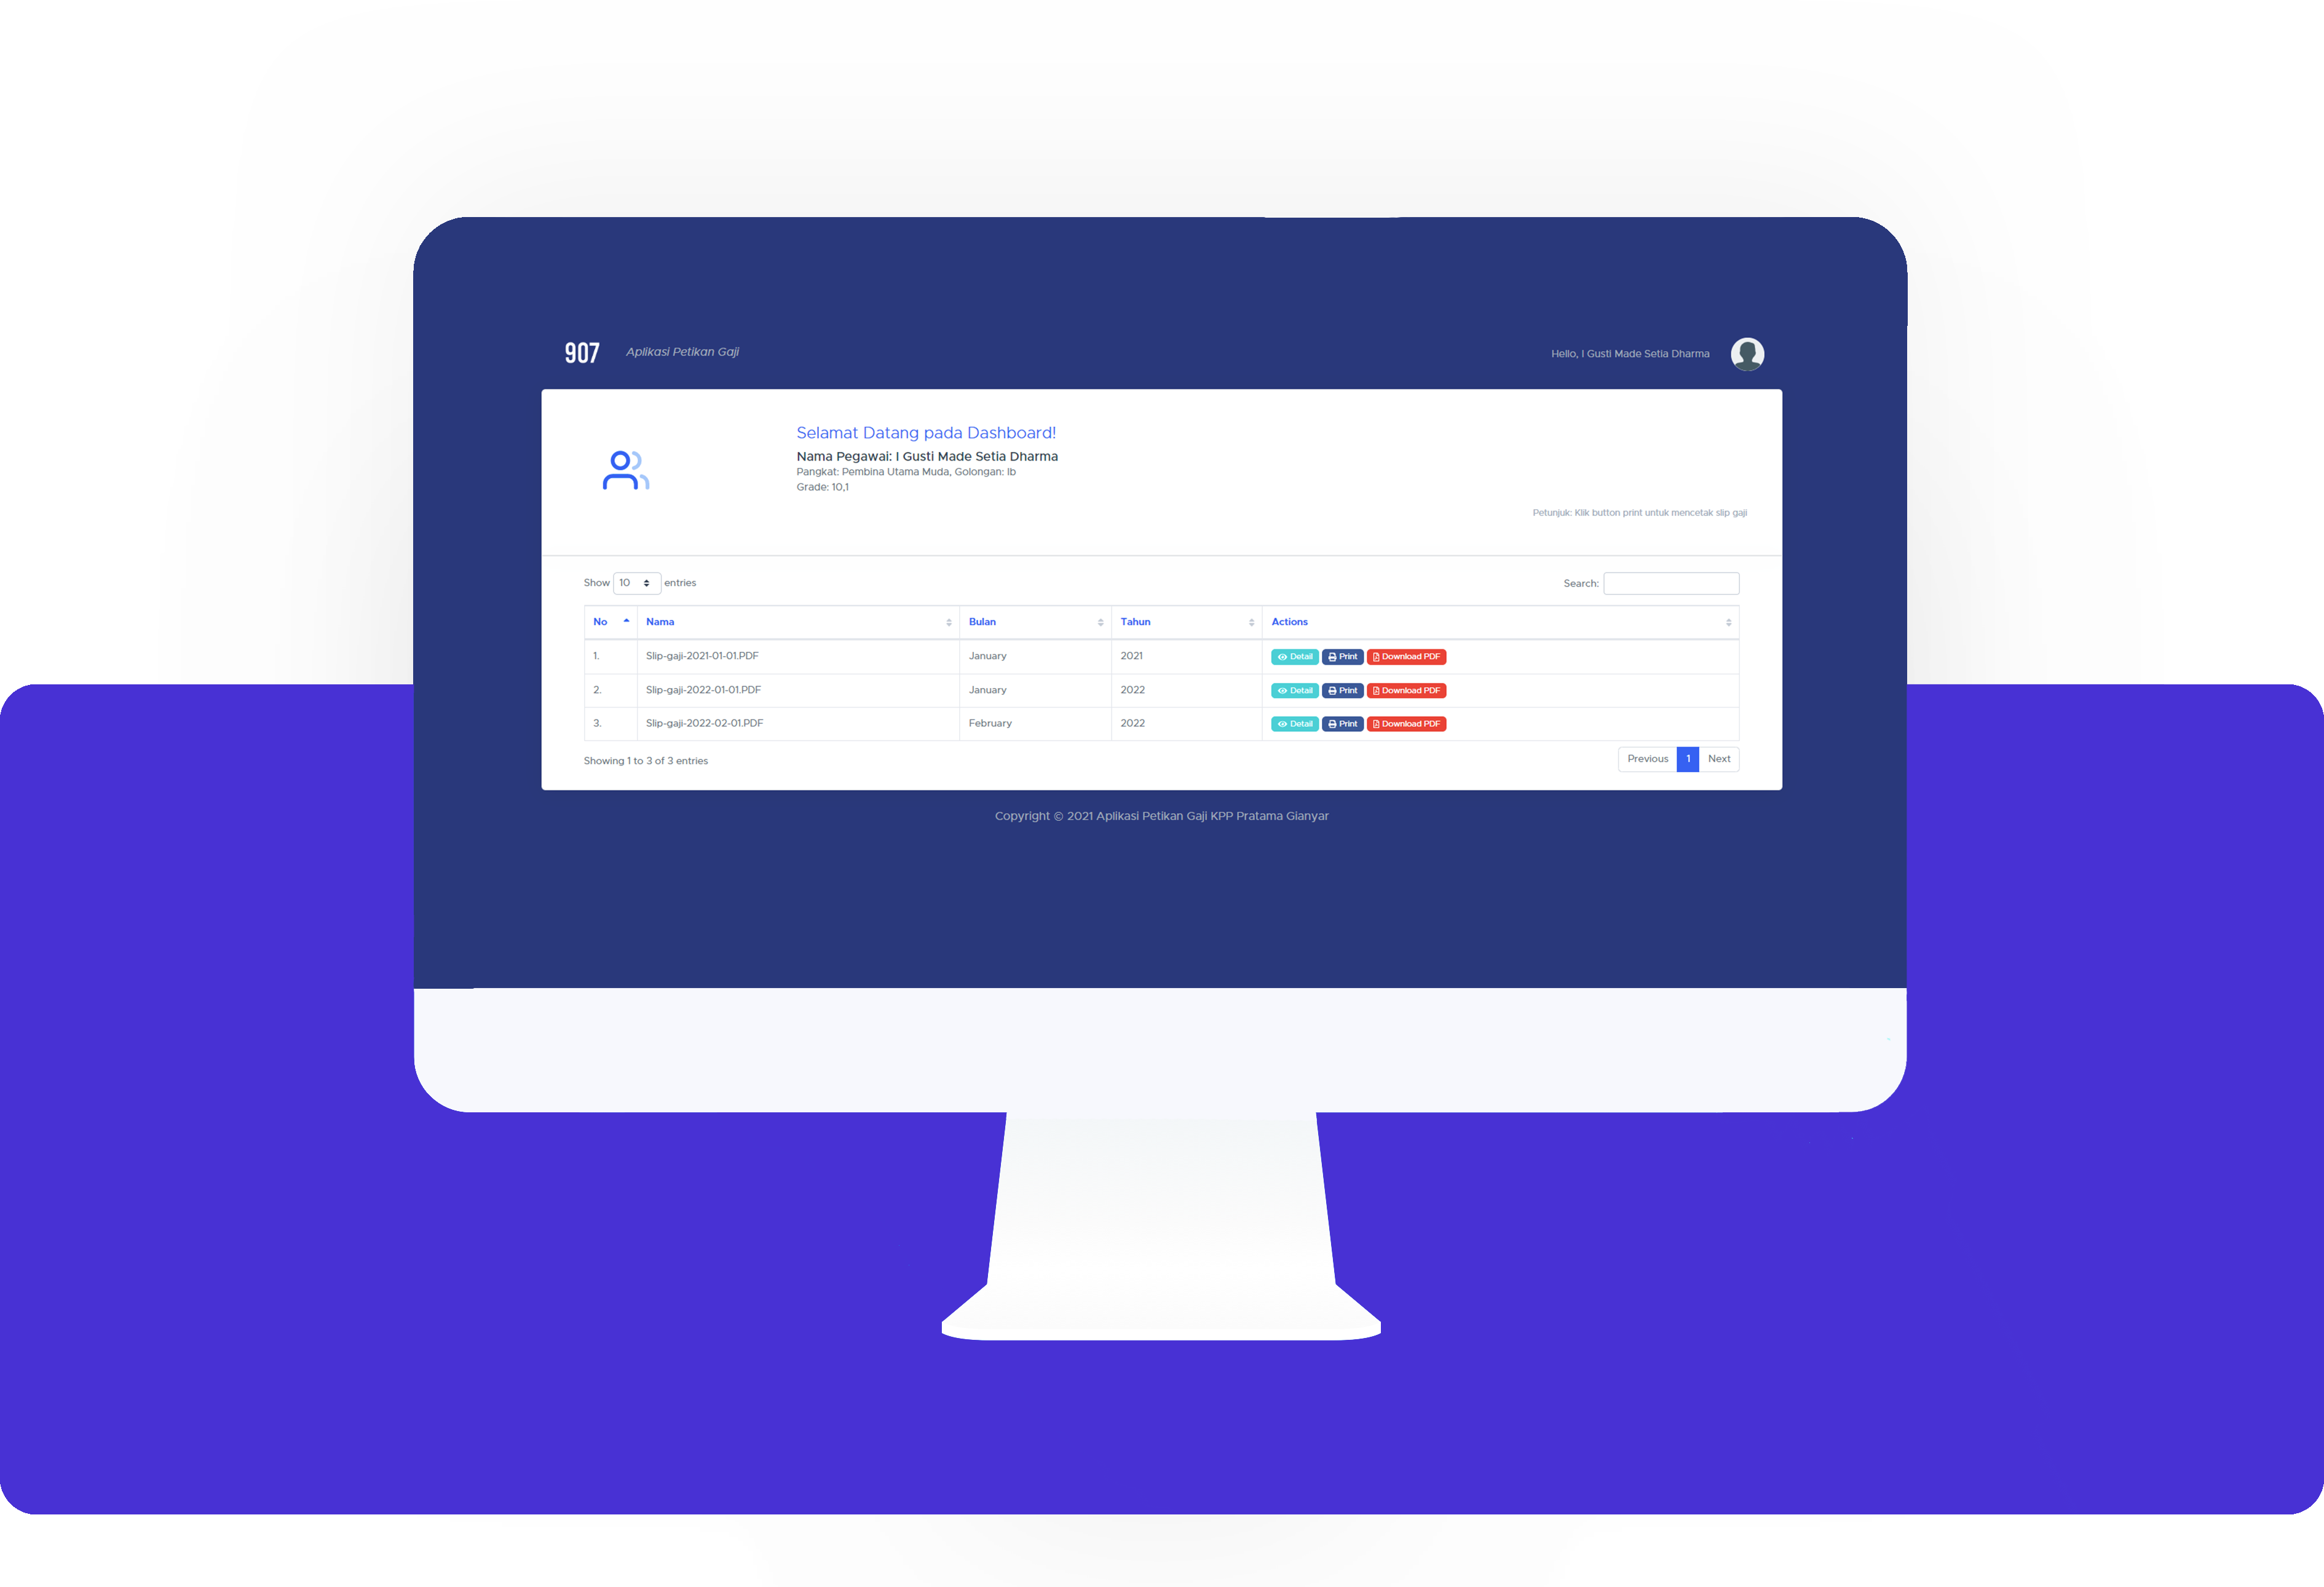 907 Aplikasi Petikan Gaji Hello, I Gusti Made Setia Dharma
Selamat Datang pada Dashboard!
Nama Pegawai: I Gusti Made Setia Dharma
Pangkat: Pembina Utama Muda, Golongan: Ib
Grade: 10,1
Petunjuk: Klik button print untuk mencetak slip gaji
Show 10 entries Search:
No Nama Bulan Tahun Actions
1. Slip-gaji-2021-01-01.PDF January 2021 Detail Print Download PDF
2. Slip-gaji-2022-01-01.PDF January 2022 Detail Print Download PDF
3. Slip-gaji-2022-02-01.PDF February 2022 Detail Print Download PDF
Showing 1 to 3 of 3 entries Previous 1 Next
Copyright © 2021 Aplikasi Petikan Gaji KPP Pratama Gianyar